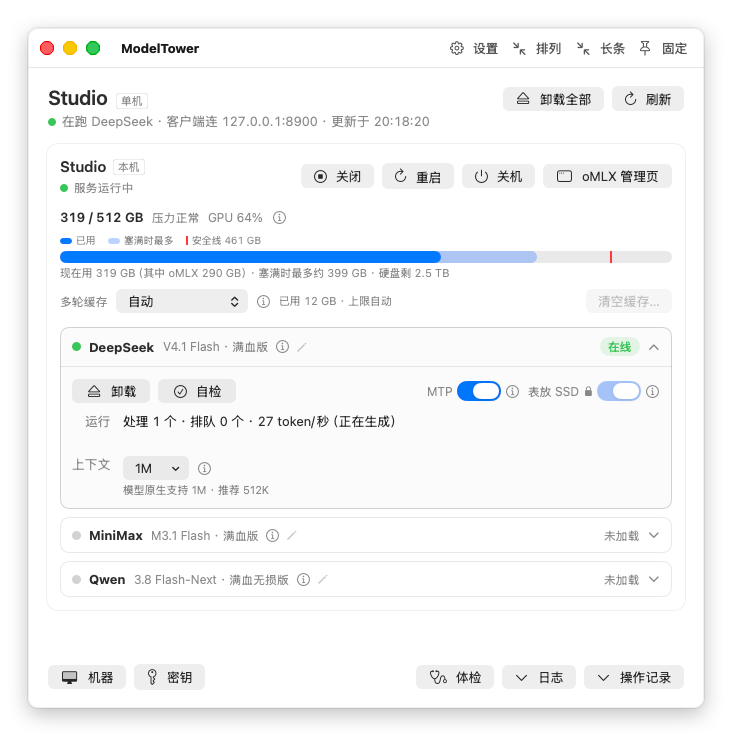 ModelTower 设置 排列 长条 固定
Studio 单机 卸载全部 刷新
在跑 DeepSeek · 客户端连 127.0.0.1:8900 · 更新于 20:18:20
Studio 本机 关闭 重启 关机 oMLX 管理页
服务运行中
319 / 512 GB 压力正常 GPU 64%
已用 塞满时最多 安全线 461 GB
现在用 319 GB (其中 oMLX 290 GB) · 塞满时最多约 399 GB · 硬盘剩 2.5 TB
多轮缓存 自动 已用 12 GB · 上限自动 清空缓存...
DeepSeek V4.1 Flash · 满血版 在线
卸载 自检 MTP 表放 SSD
运行 处理 1 个 · 排队 0 个 · 27 token/秒 (正在生成)
上下文 1M
模型原生支持 1M · 推荐 512K
MiniMax M3.1 Flash · 满血版 未加载
Qwen 3.8 Flash-Next · 满血无损版 未加载
机器 密钥 体检 日志 操作记录